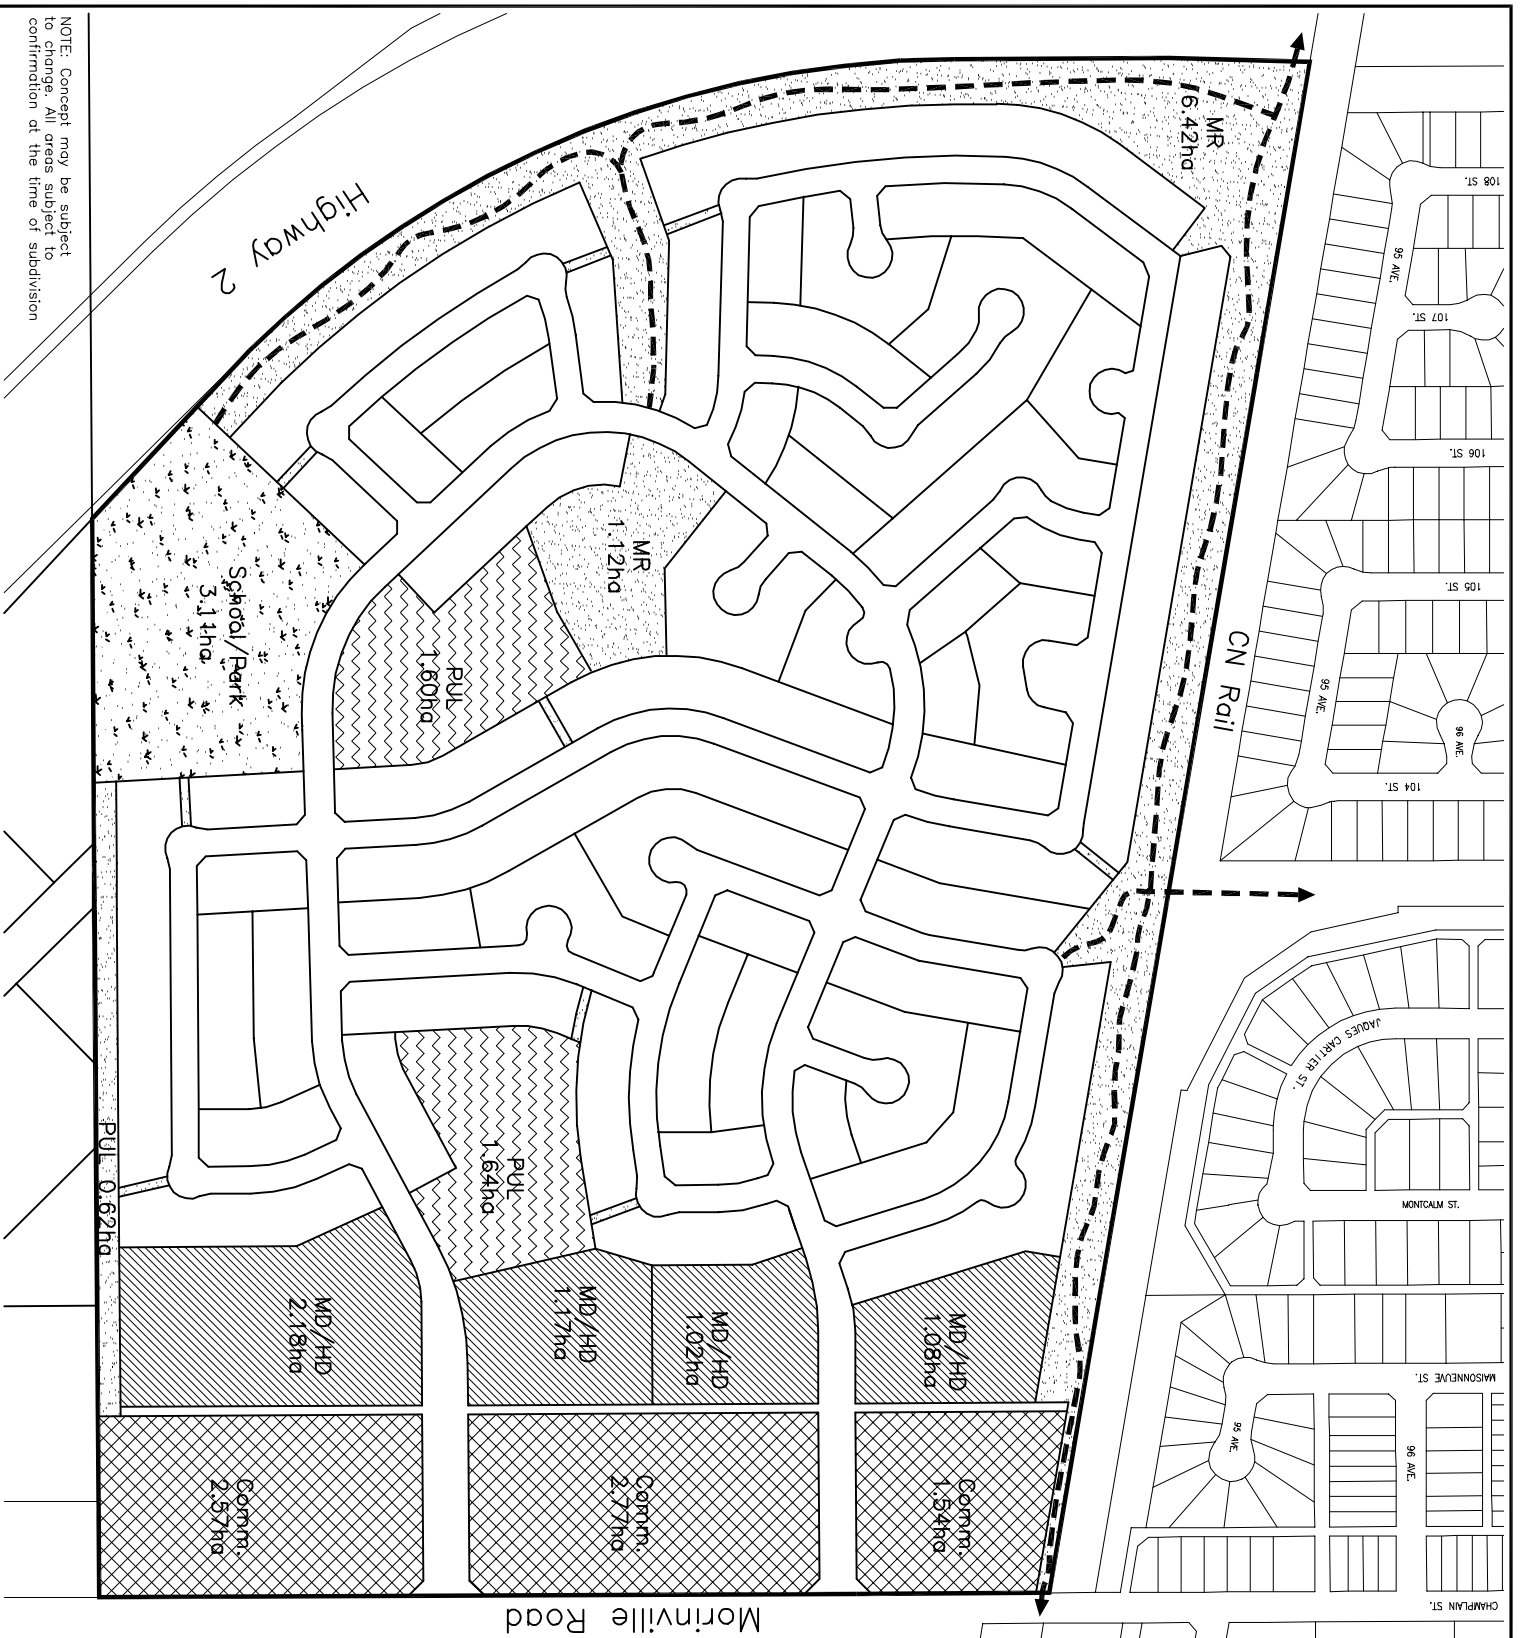 NOTE: Concept may be subject
to change. All areas subject to
confirmation at the time of subdivision
Highway 2
MR
6.42ha
108 ST.
95 AVE.
107 ST.
106 ST.
105 ST.
95 AVE.
96 AVE.
104 ST.
CN Rail
MR
1.12ha
School/Park
3.11ha
PUL
1.60ha
JAQUES CARTIER ST.
MONTCALM ST.
PUL
1.64ha
PUL 0.62ha
MD/HD
2.18ha
MD/HD
1.17ha
MD/HD
1.02ha
MD/HD
1.08ha
MAISONNEUVE ST.
95 AVE.
96 AVE.
Comm.
2.57ha
Comm.
2.77ha
Comm.
1.54ha
CHAMPLAIN ST.
Morinville Road